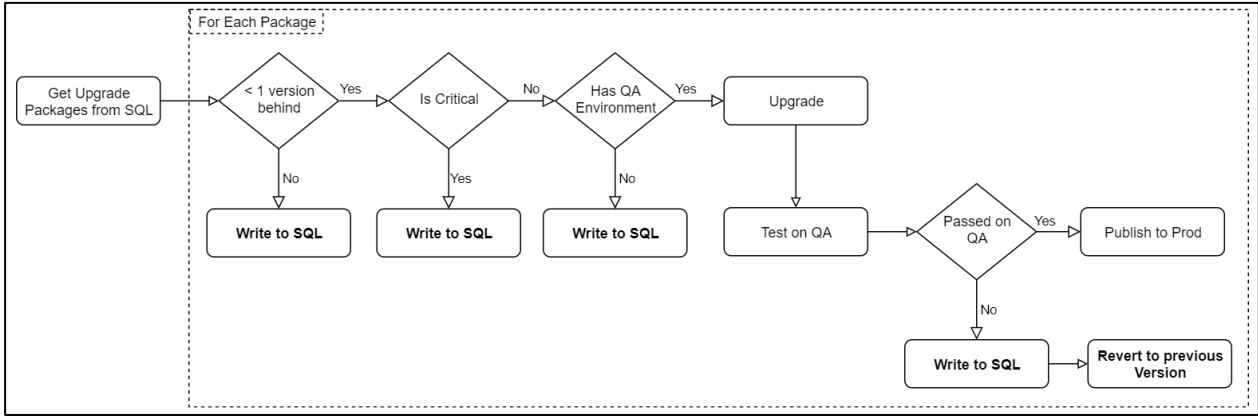 For Each Package
Get Upgrade
Packages from SQL
< 1 version
behind
Yes
Is Critical
No
Has QA
Environment
Yes
Upgrade
No
Yes
No
Write to SQL
Write to SQL
Write to SQL
Test on QA
Passed on
QA
Yes
Publish to Prod
No
Write to SQL
Revert to previous
Version